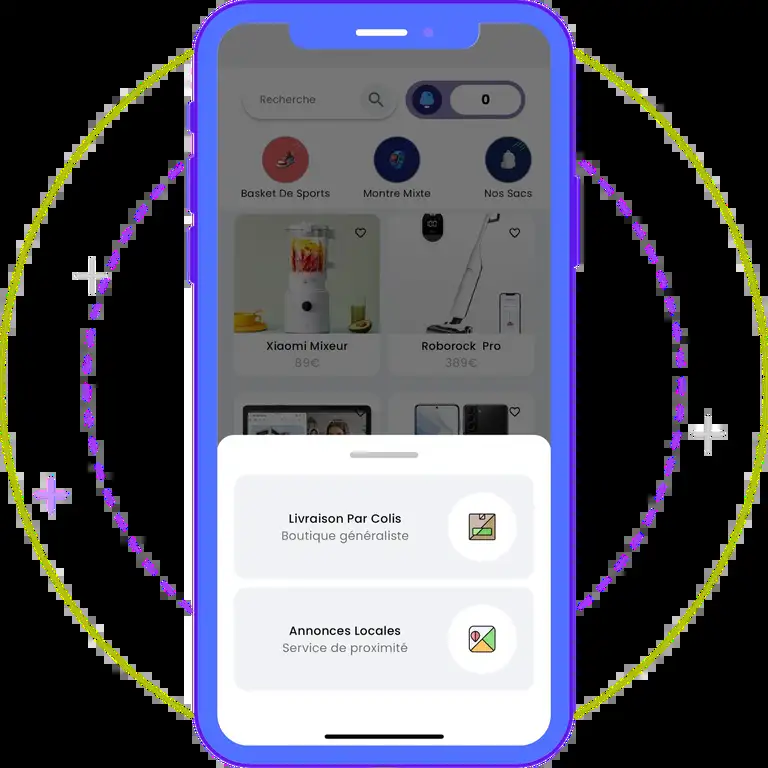 Recherche
0
Basket De Sports
Montre Mixte
Nos Sacs
Xiaomi Mixeur
89€
Roborock Pro
389€
Livraison Par Colis
Boutique généraliste
Annonces Locales
Service de proximité